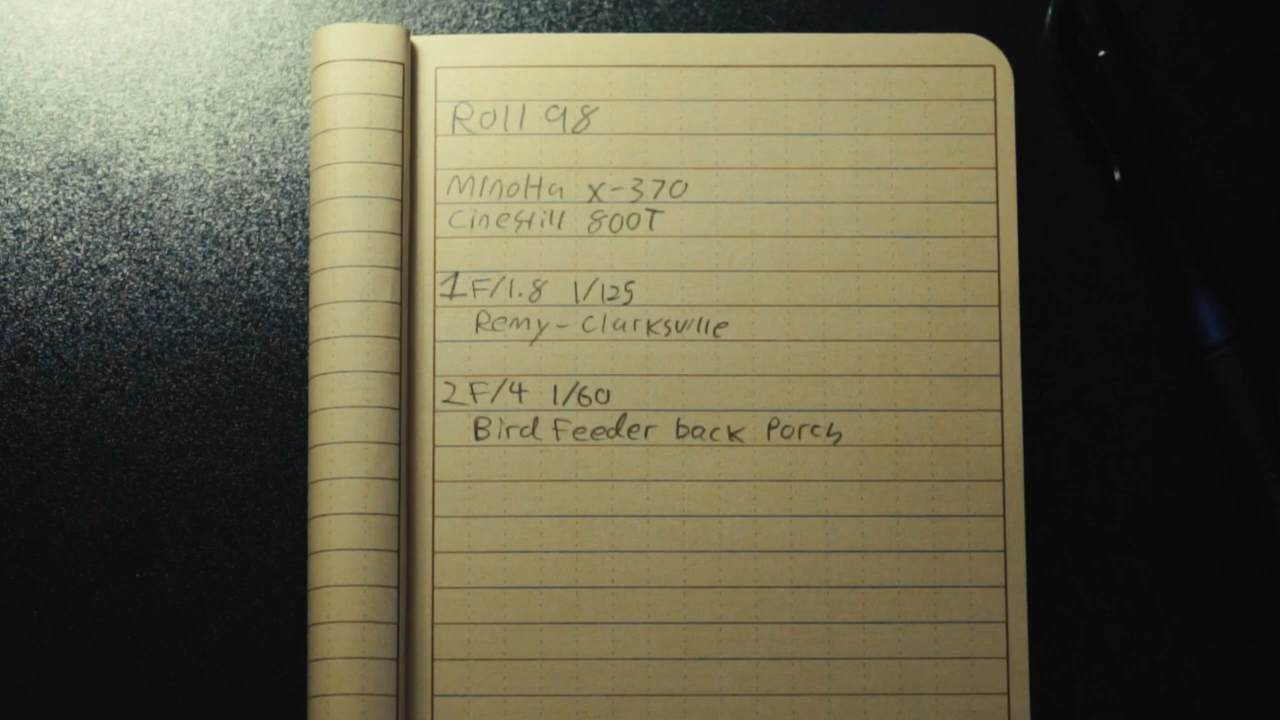 Roll 98
Minolta X-370
Cinestill 800T
1 F/1.8 1/125
Remy - Clarksville
2 F/4 1/60
Bird Feeder back Porch